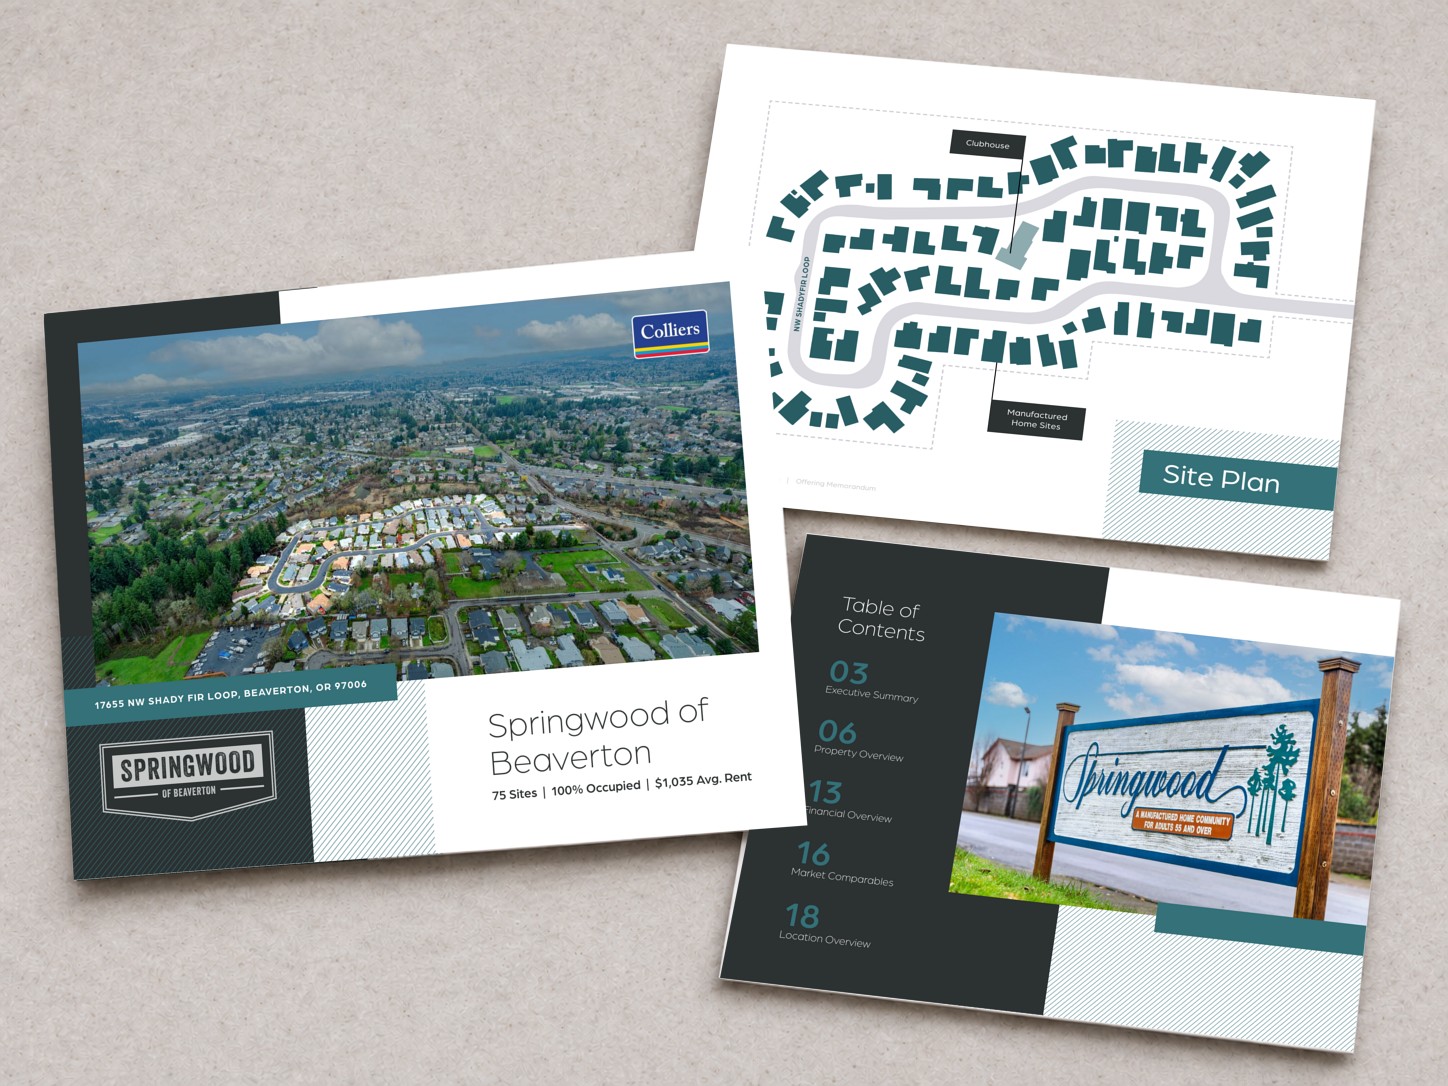 Colliers
17655 NW SHADY FIR LOOP, BEAVERTON, OR 97006
SPRINGWOOD
OF BEAVERTON
Springwood of
Beaverton
75 Sites | 100% Occupied | $1,035 Avg. Rent
Clubhouse
NW SHADYFIR LOOP
Manufactured
Home Sites
| Offering Memorandum
Site Plan
Table of
Contents
03
Executive Summary
06
Property Overview
13
Financial Overview
16
Market Comparables
18
Location Overview
Springwood
A MANUFACTURED HOME COMMUNITY
FOR ADULTS 55 AND OVER